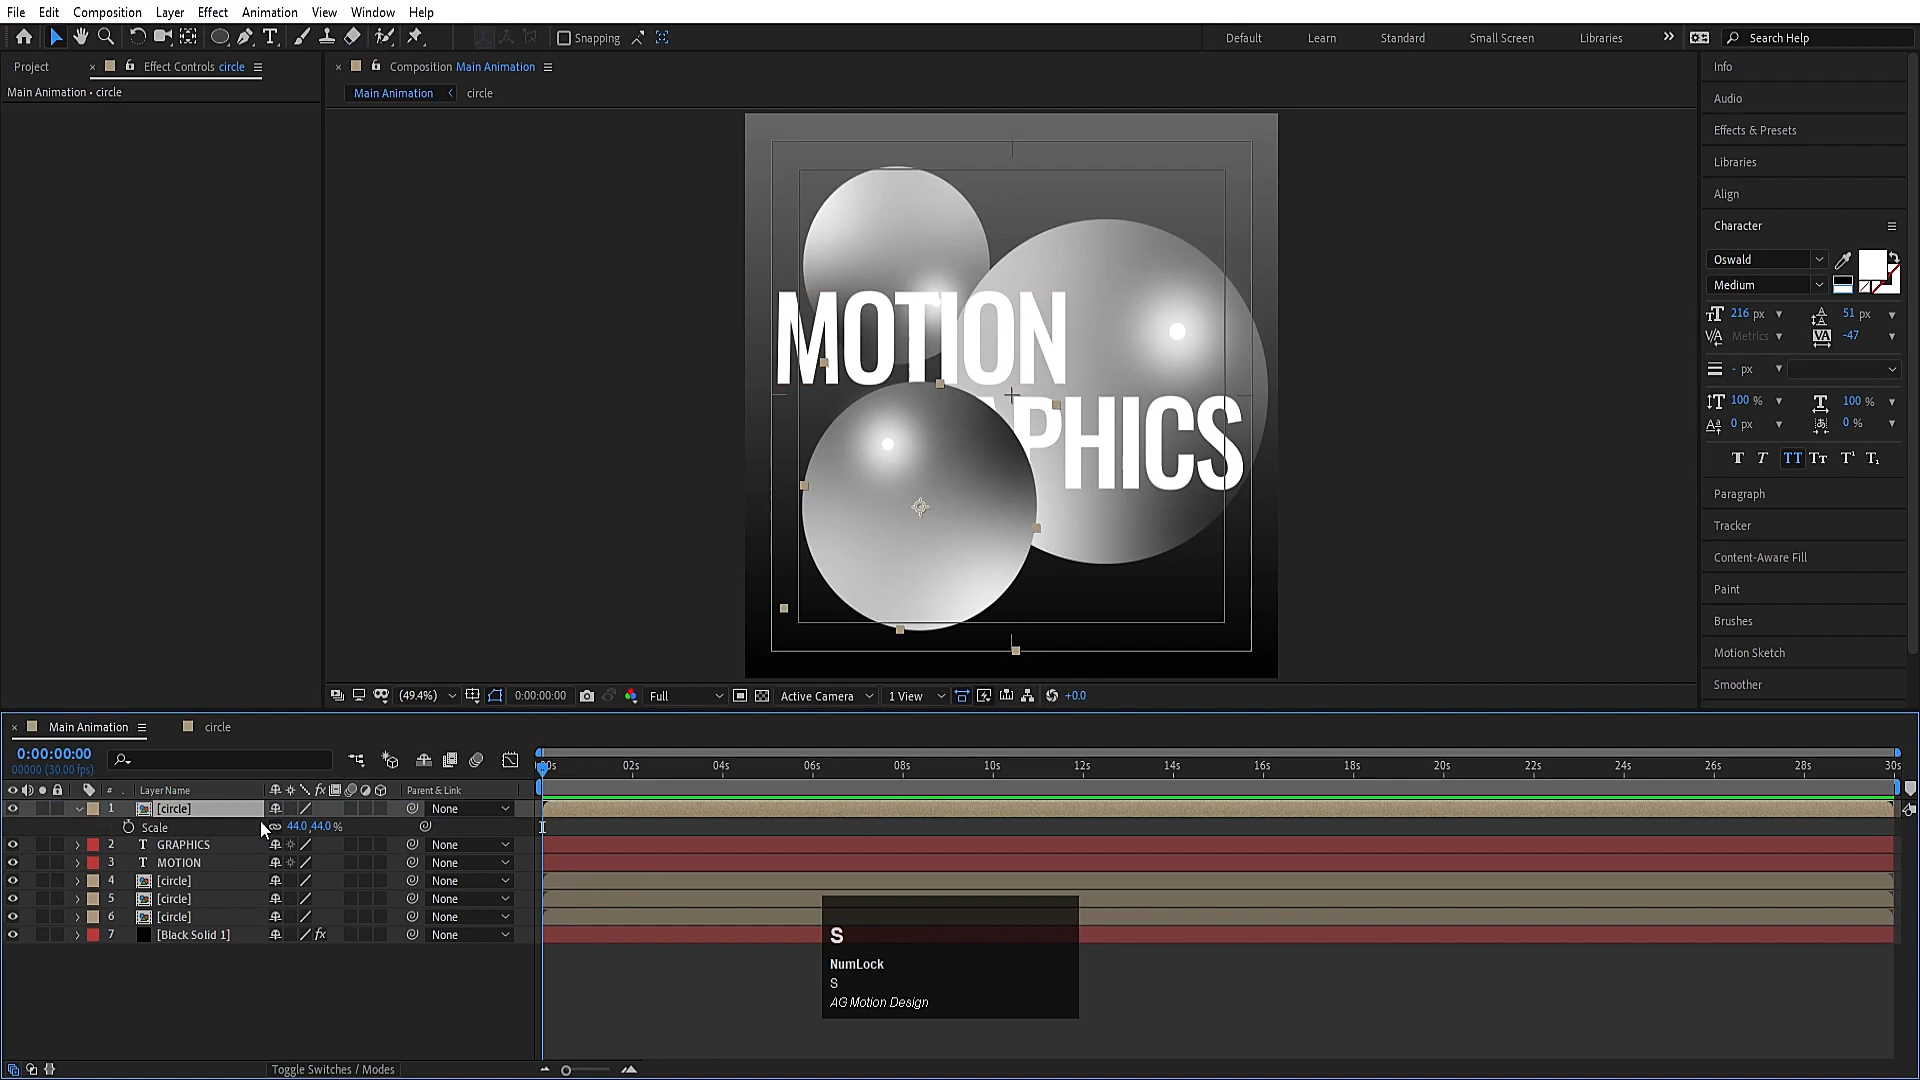 File Edit Composition Layer Effect Animation View Window Help
Snapping
Default Learn Standard Small Screen Libraries » Search Help
Project × Effect Controls circle
× Composition Main Animation
Main Animation • circle
Main Animation circle
MOTION
APHICS
Info
Audio
Effects & Presets
Libraries
Align
Character
Oswald
Medium
216 px 51 px
Metrics -47
- px
100 % 100 %
0 px 0 %
T T TT Tт T¹ T₁
Paragraph
Tracker
Content-Aware Fill
Paint
Brushes
Motion Sketch
Smoother
(49.4%) 0:00:00:00 Full Active Camera 1 View +0.0
× Main Animation circle
0:00:00:00
00000 (30.00 fps)
02s 04s 06s 08s 10s 12s 14s 16s 18s 20s 22s 24s 26s 28s 30s
# . Layer Name fx Parent & Link
1 [circle] None
Scale 44.0,44.0 %
2 T GRAPHICS None
3 T MOTION None
4 [circle] None
5 [circle] None
6 [circle] None
7 [Black Solid 1] fx None
S
NumLock
S
AG Motion Design
Toggle Switches / Modes